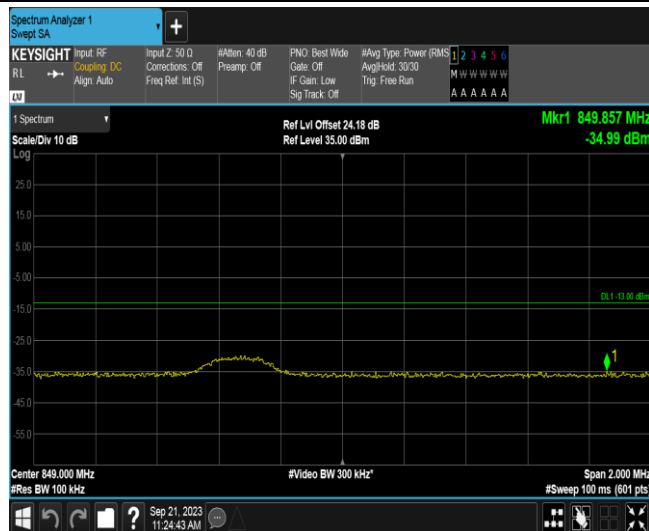 Spectrum Analyzer 1
Swept SA
KEYSIGHT
RL
Input: RF
Coupling: DC
Align: Auto
Input Z: 50 Ω
Corrections: Off
Freq Ref: Int (S)
#Atten: 40 dB
Preamp: Off
PNO: Best Wide
Gate: Off
IF Gain: Low
Sig Track: Off
#Avg Type: Power (RMS
Avg|Hold: 30/30
Trig: Free Run
1 2 3 4 5 6
M W W W W W
A A A A A A
1 Spectrum
Scale/Div 10 dB
Log
Ref Lvl Offset 24.18 dB
Ref Level 35.00 dBm
Mkr1 849.857 MHz
-34.99 dBm
25.0
15.0
5.00
-5.00
DL1 -13.00 dBm
-15.0
-25.0
1
-35.0
-45.0
-55.0
Center 849.000 MHz
#Res BW 100 kHz
#Video BW 300 kHz*
Span 2.000 MHz
#Sweep 100 ms (601 pts)
?
Sep 21, 2023
11:24:43 AM